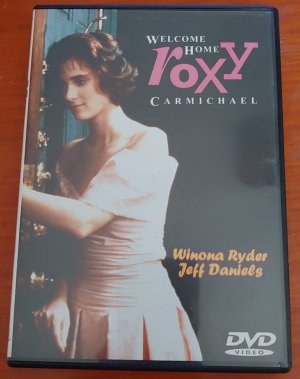 WELCOME
HOME
roxy
CARMICHAEL
Winona Ryder
Jeff Daniels
DVD
VIDEO